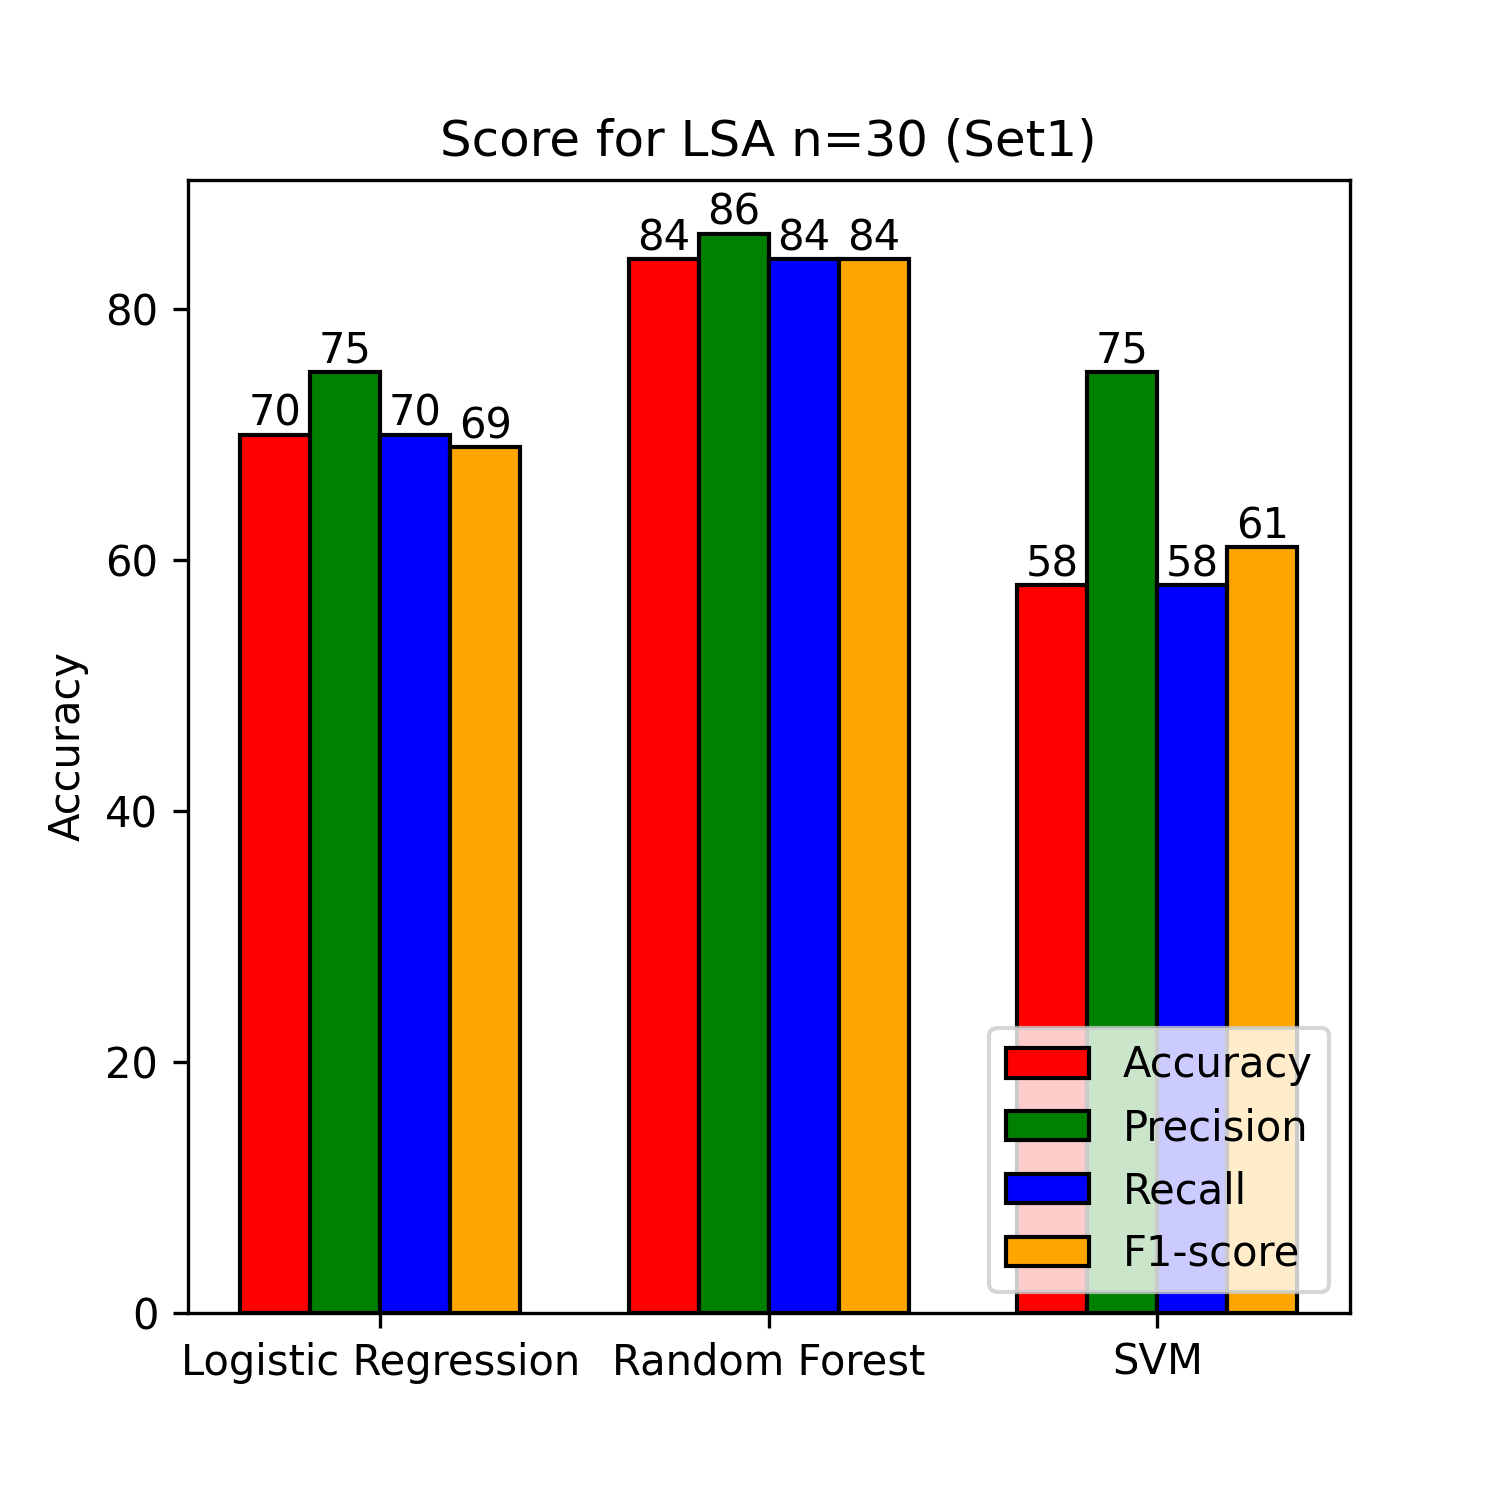 Score for LSA n=30 (Set1)
Accuracy
80
60
40
20
0
70
75
70
69
84
86
84
84
58
75
58
61
Accuracy
Precision
Recall
F1-score
Logistic Regression
Random Forest
SVM